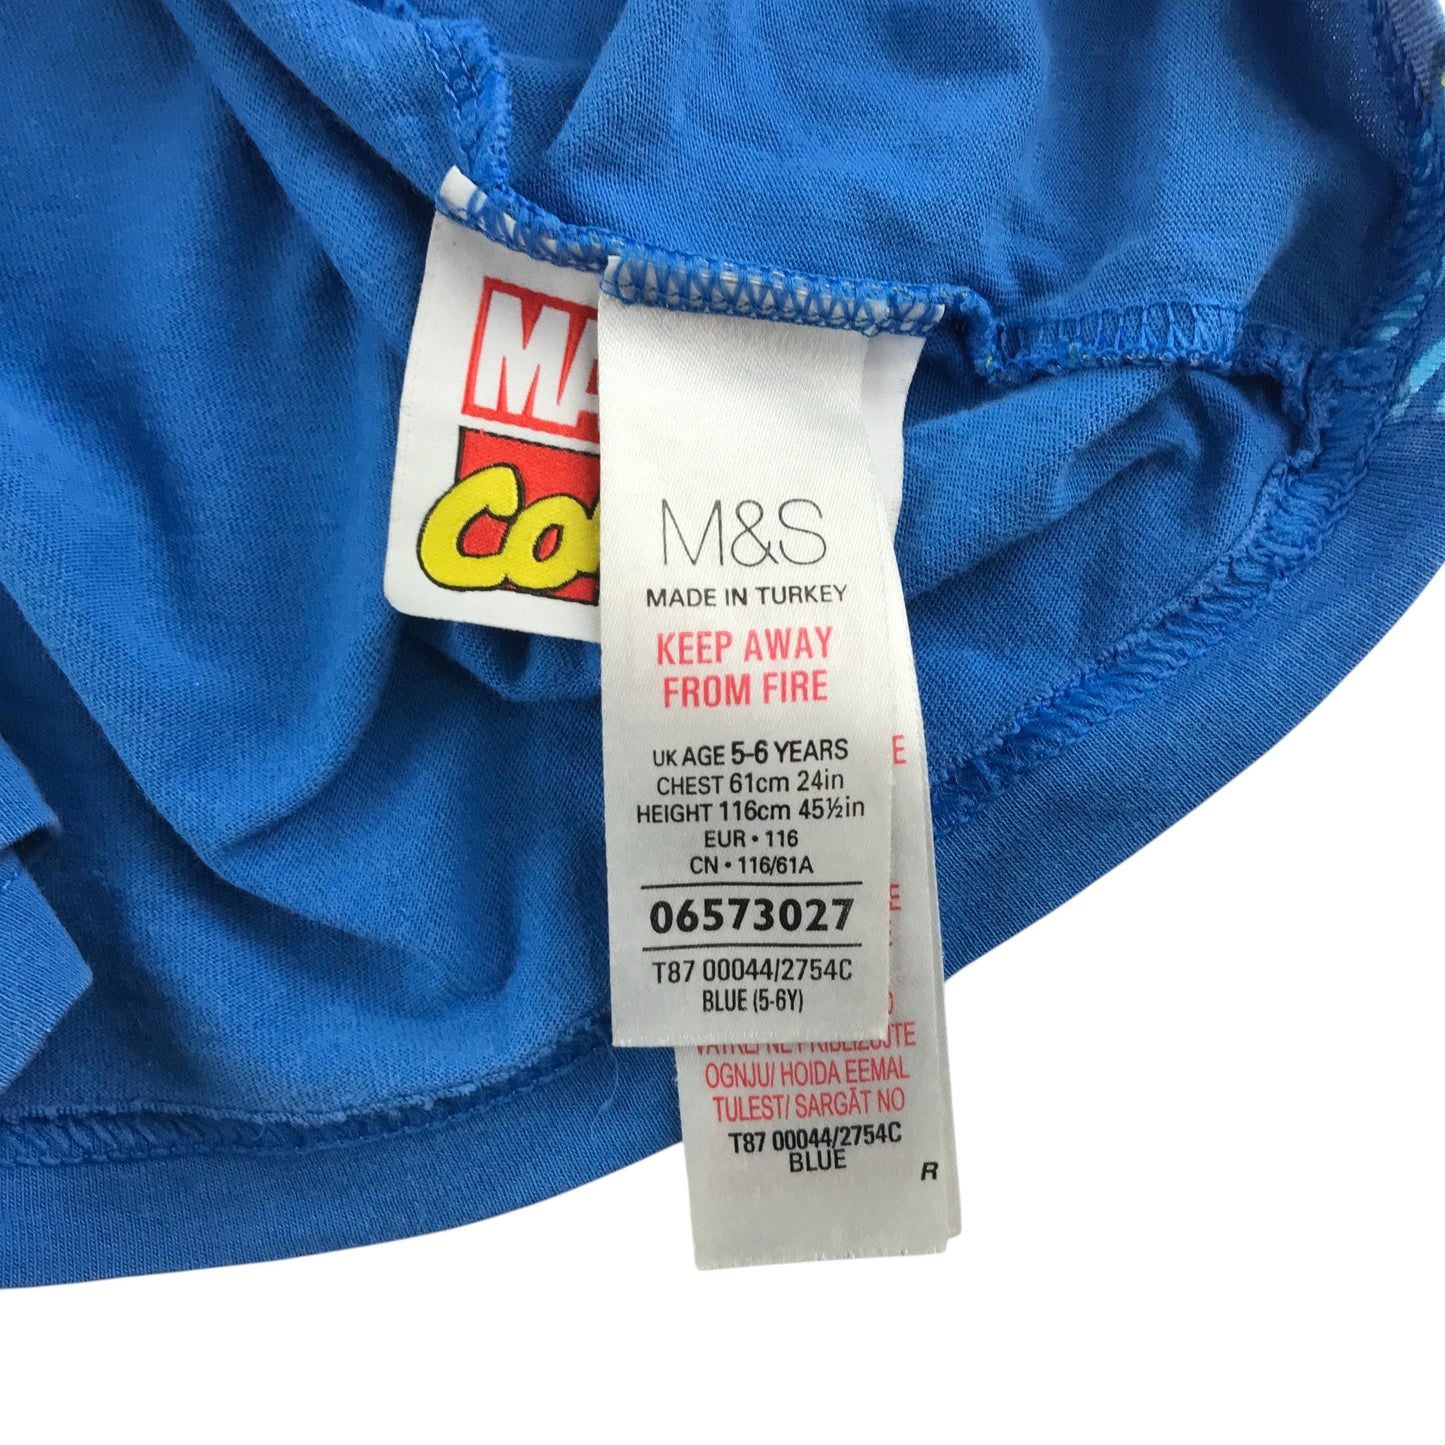 M&S
MADE IN TURKEY
KEEP AWAY
FROM FIRE
UK AGE 5-6 YEARS
CHEST 61cm 24in
HEIGHT 116cm 45½in
EUR • 116
CN • 116/61A
06573027
T87 00044/2754C
BLUE (5-6Y)
OGNJU/ HOIDA EEMAL
TULEST/ SARGĀT NO
T87 00044/2754C
BLUE
R